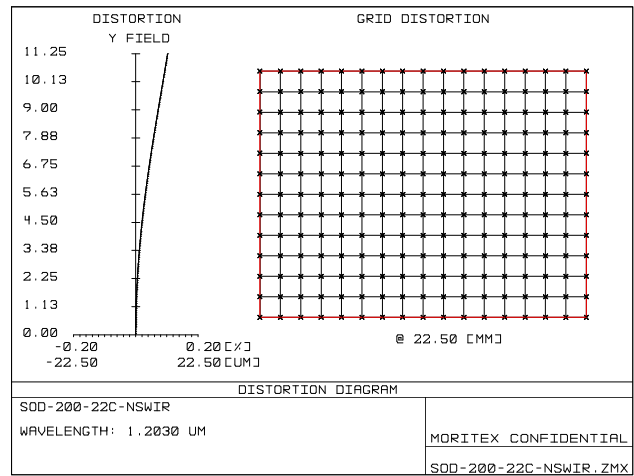 DISTORTION
Y FIELD
GRID DISTORTION
11.25
10.13
9.00
7.88
6.75
5.63
4.50
3.38
2.25
1.13
0.00
-0.20 0.20[%]
-22.50 22.50[UM]
@ 22.50 [MM]
DISTORTION DIAGRAM
SOD-200-22C-NSWIR
WAVELENGTH: 1.2030 UM
MORITEX CONFIDENTIAL
SOD-200-22C-NSWIR.ZMX